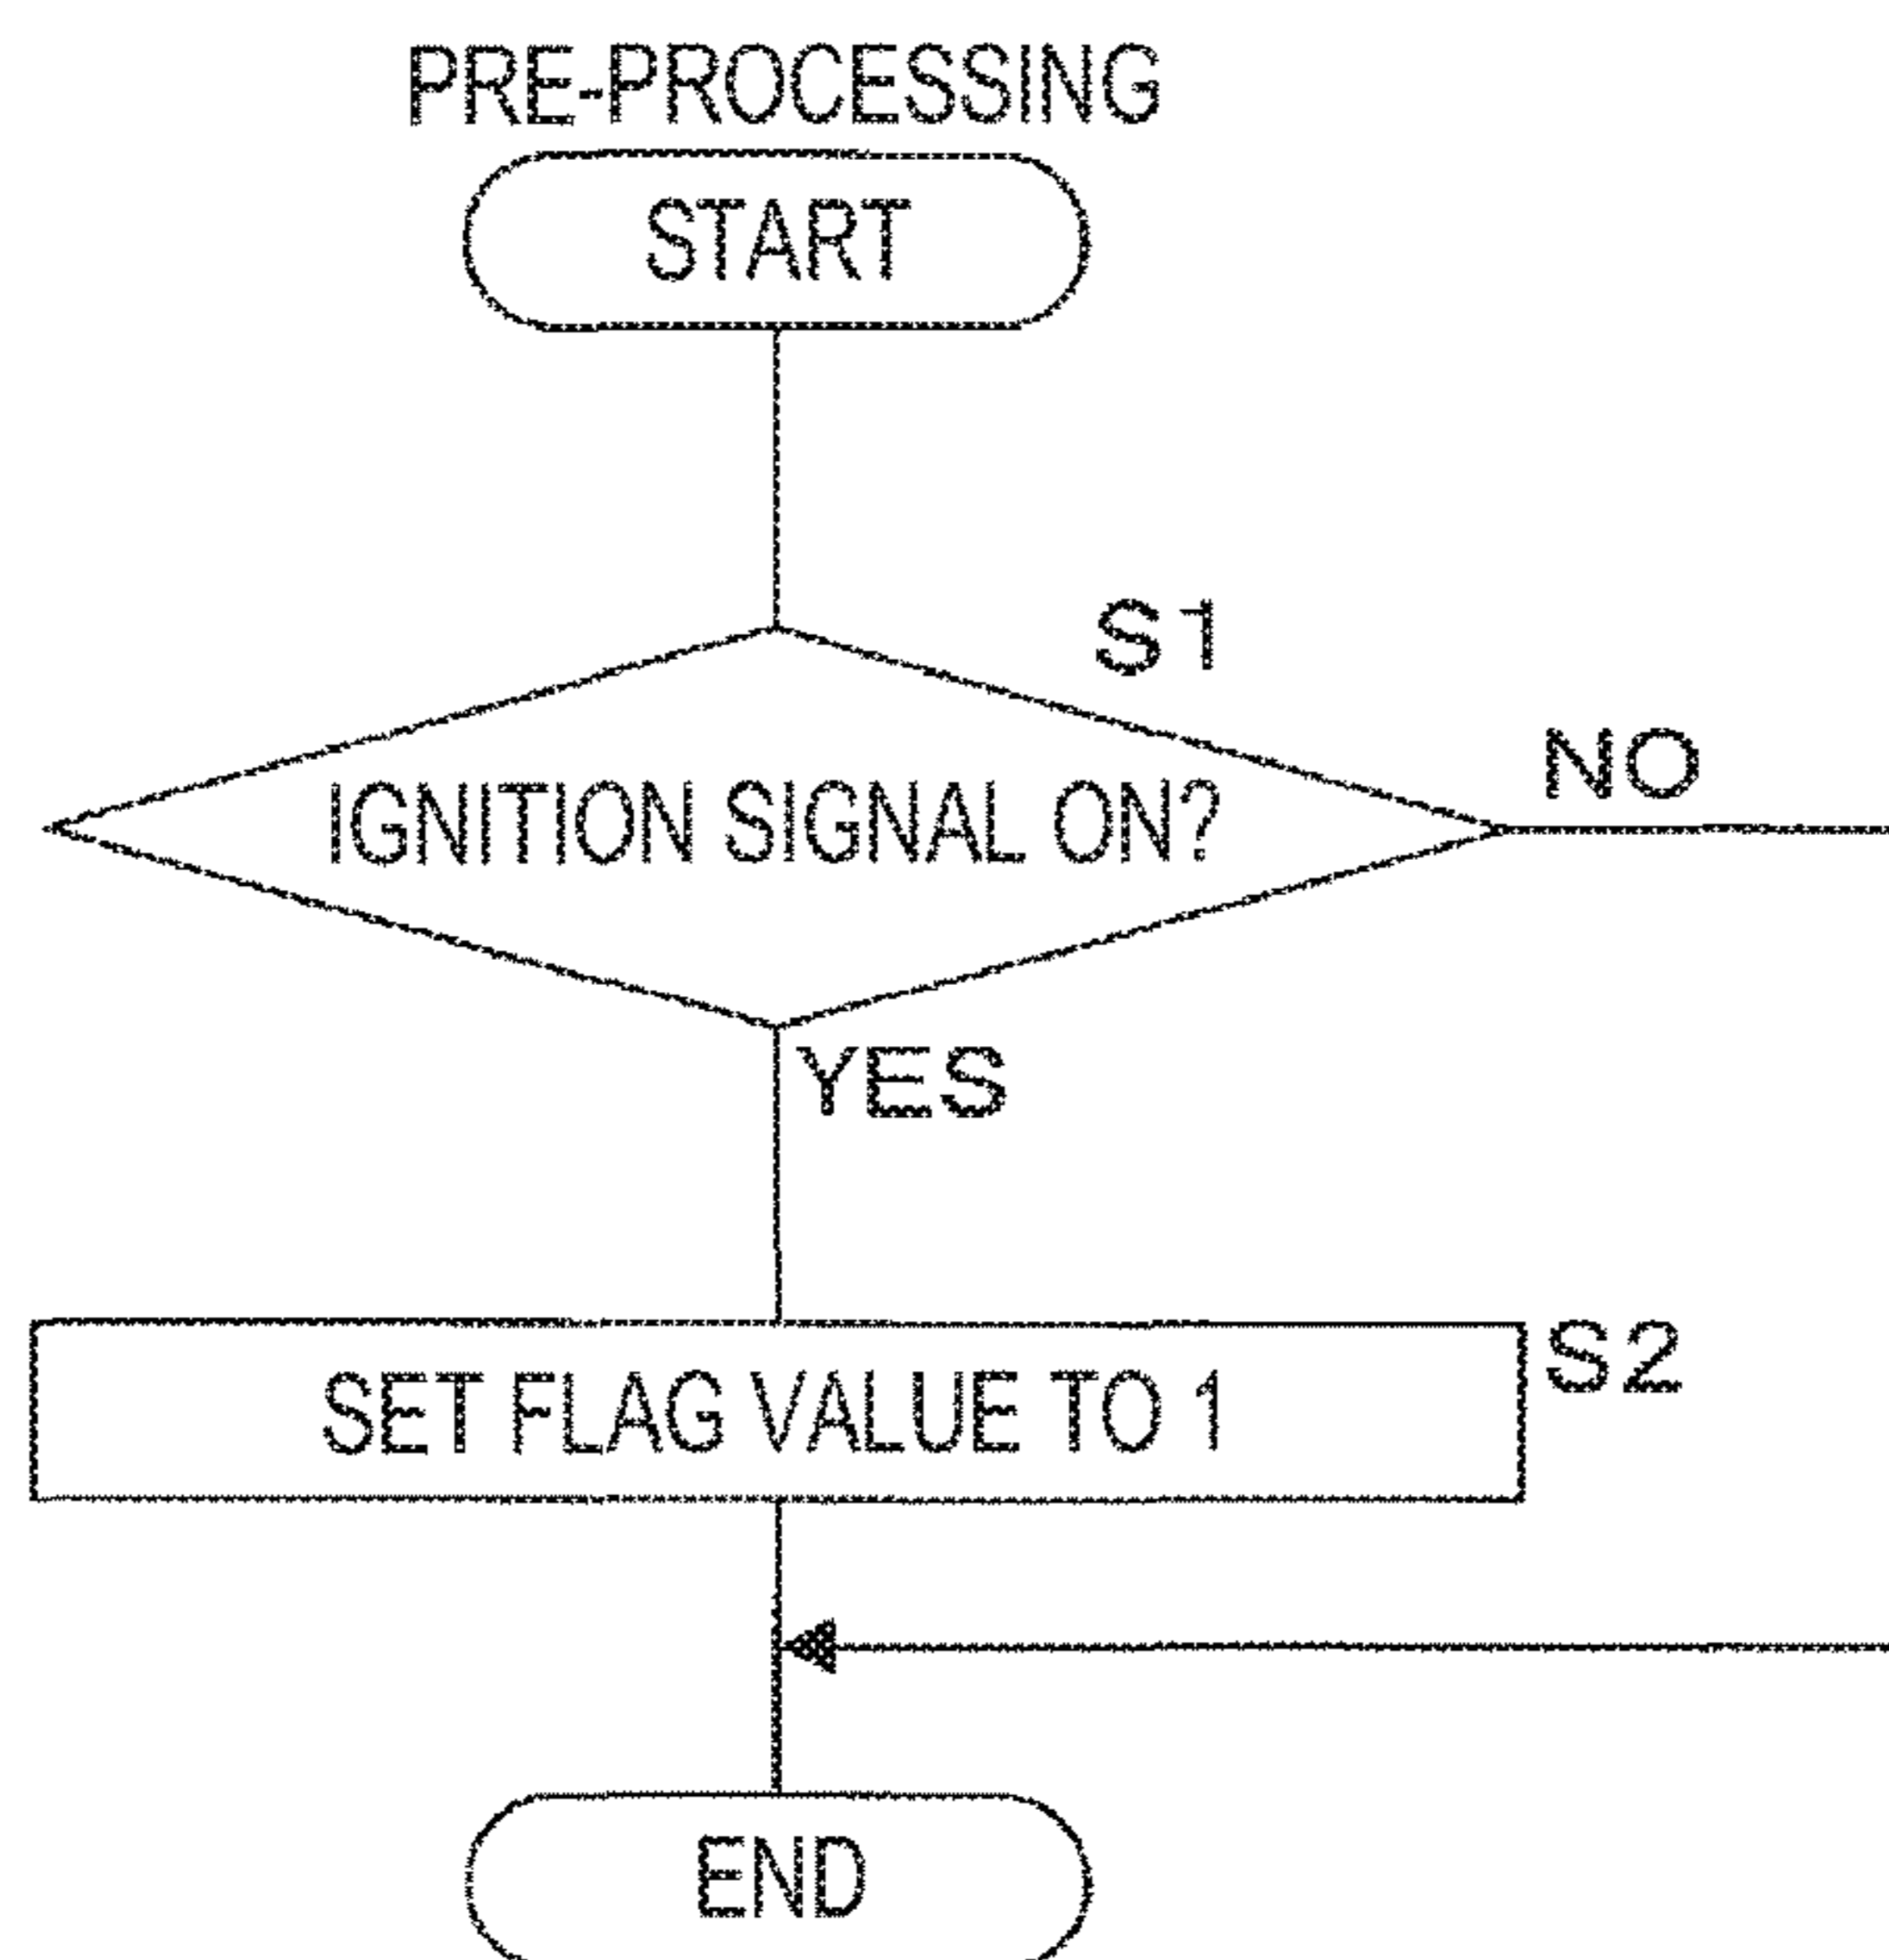 PRE-PROCESSING
START
S1
NO
IGNITION SIGNAL ON?
YES
S2
SET FLAG VALUE TO 1
END